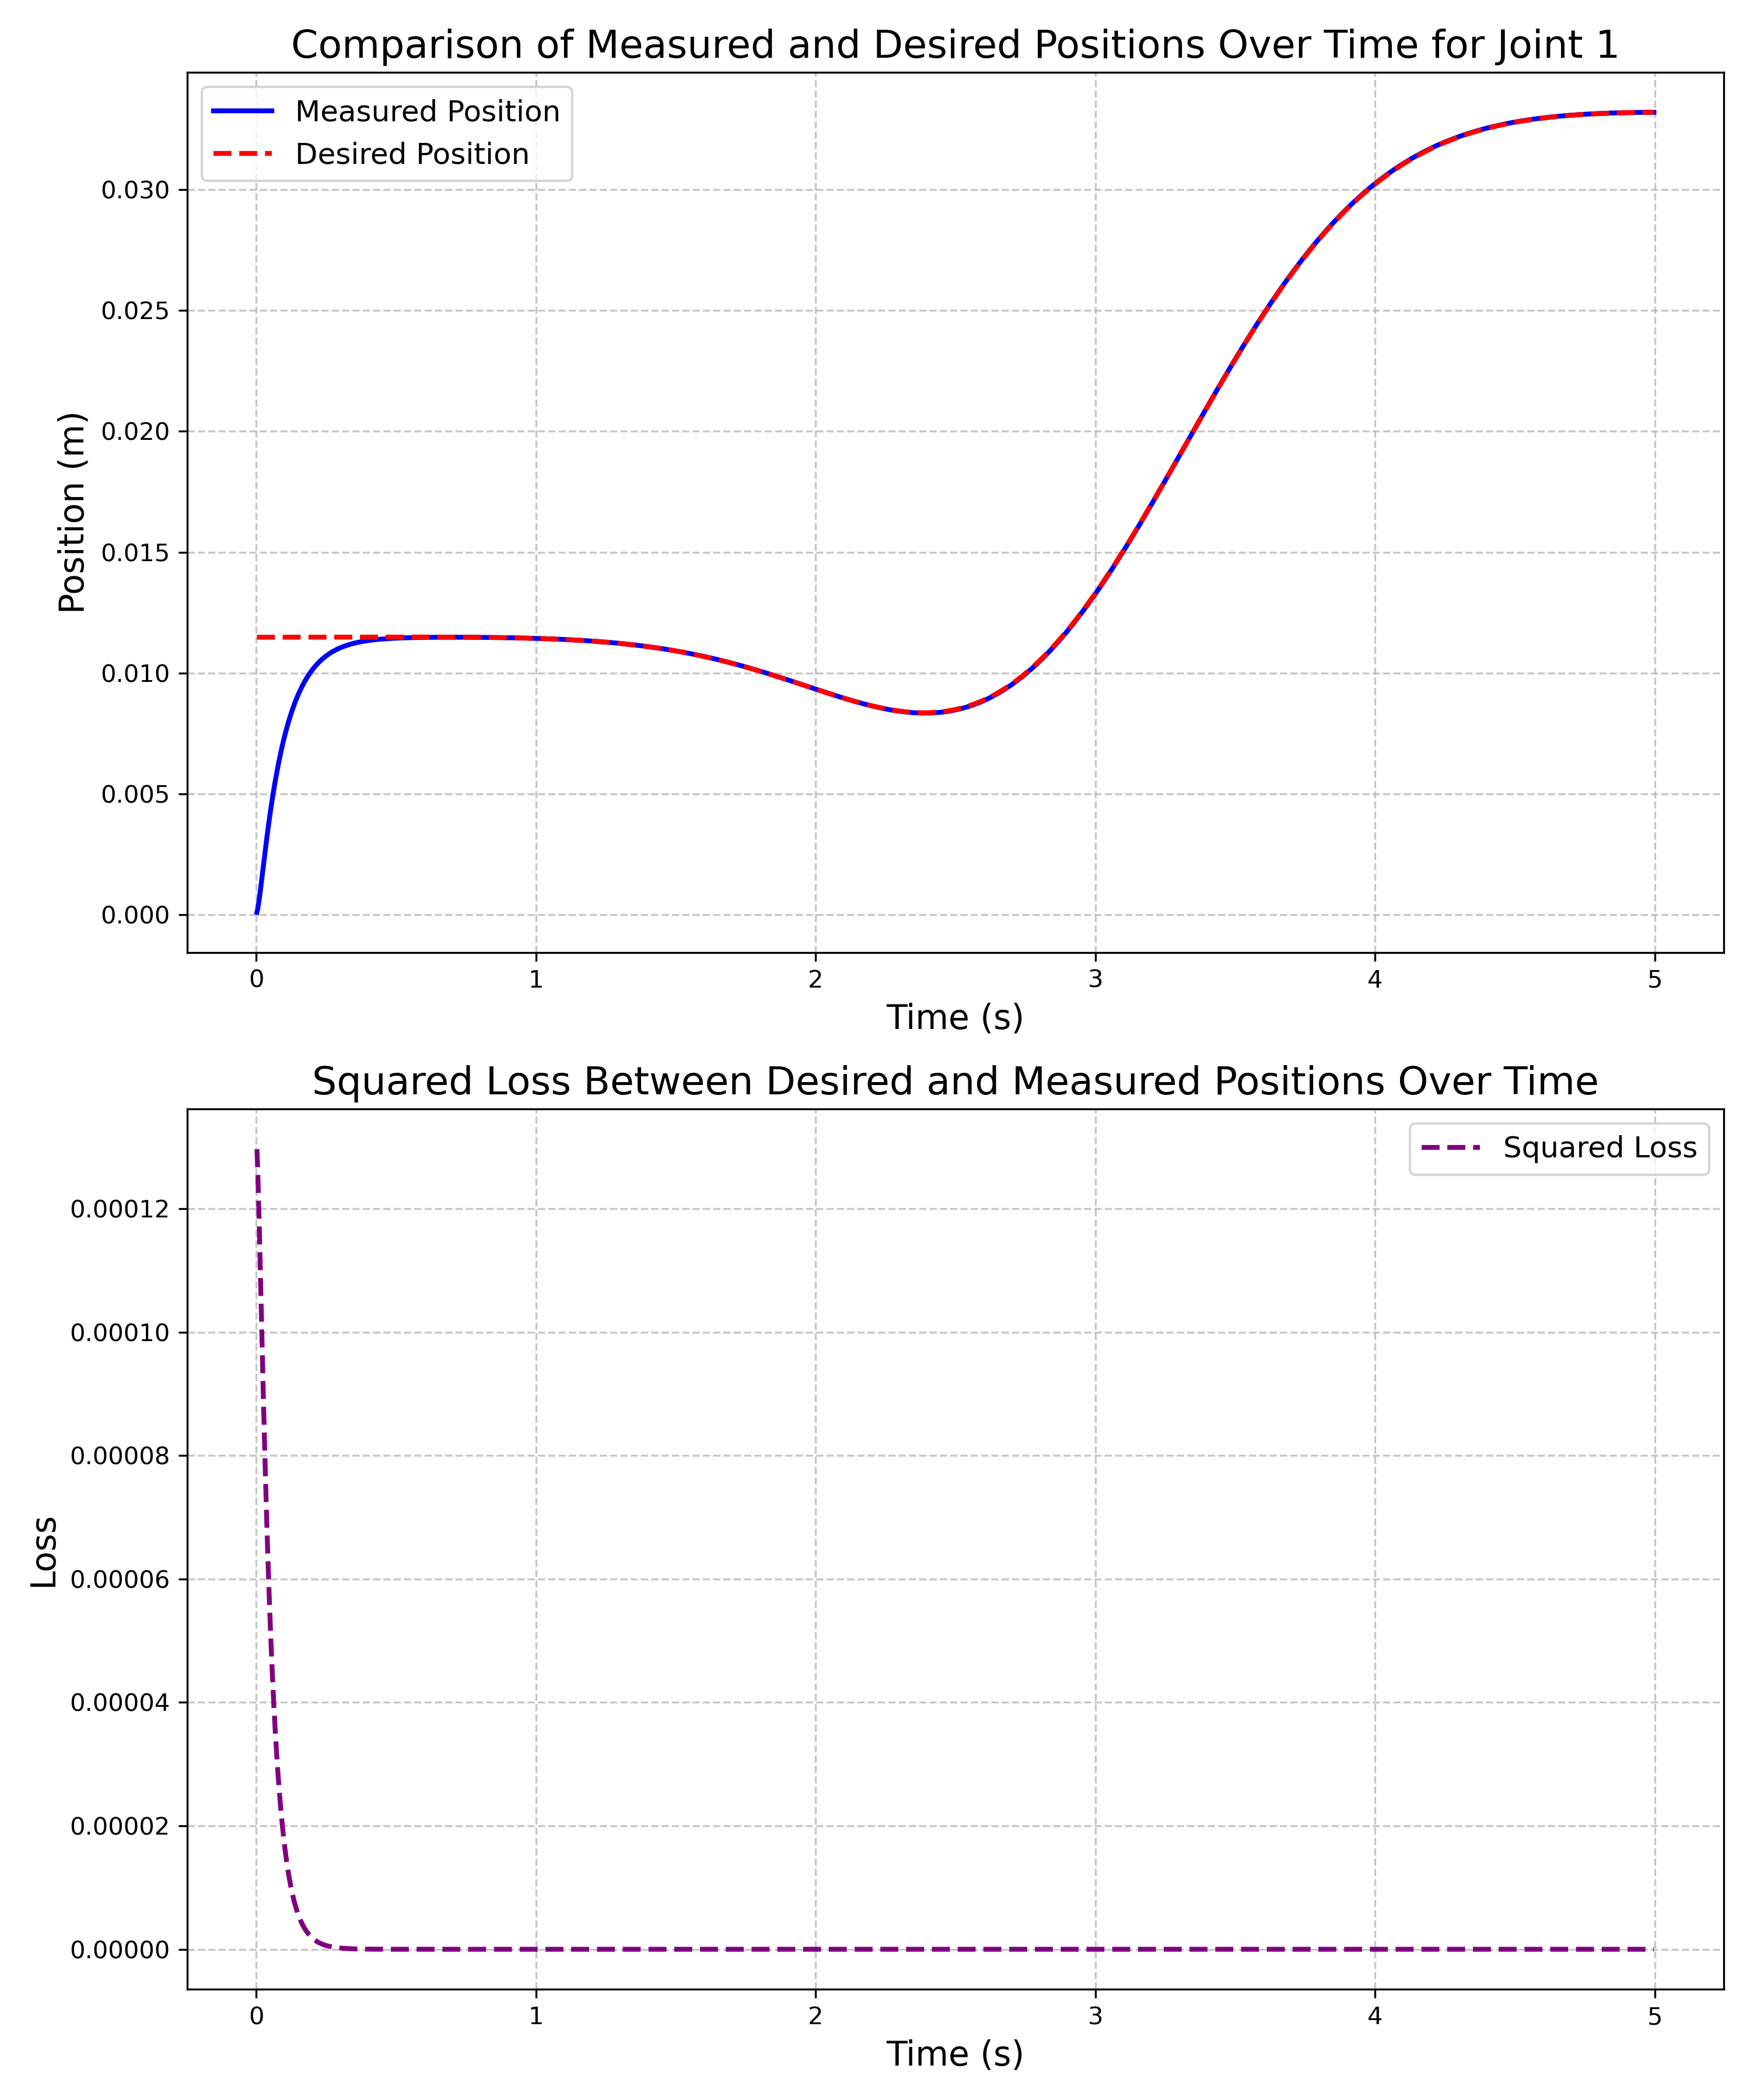 Comparison of Measured and Desired Positions Over Time for Joint 1
Measured Position
Desired Position
0.030
0.025
0.020
0.015
0.010
0.005
0.000
Position (m)
0 1 2 3 4 5
Time (s)
Squared Loss Between Desired and Measured Positions Over Time
Squared Loss
0.00012
0.00010
0.00008
0.00006
0.00004
0.00002
0.00000
Loss
0 1 2 3 4 5
Time (s)